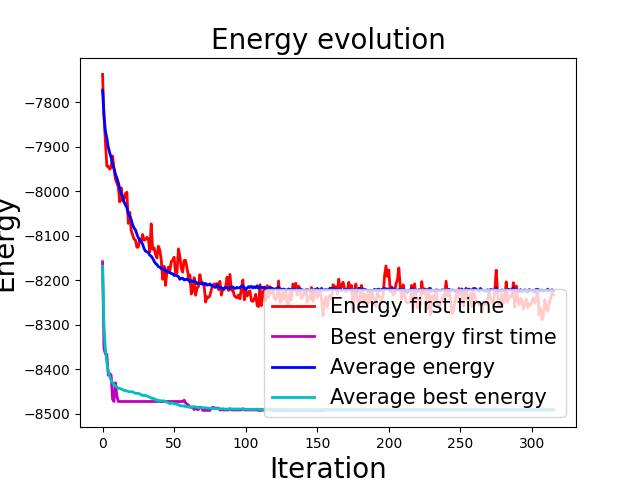 Energy evolution
Energy
−7800
−7900
−8000
−8100
−8200
−8300
−8400
−8500
Energy first time
Best energy first time
Average energy
Average best energy
0 50 100 150 200 250 300
Iteration